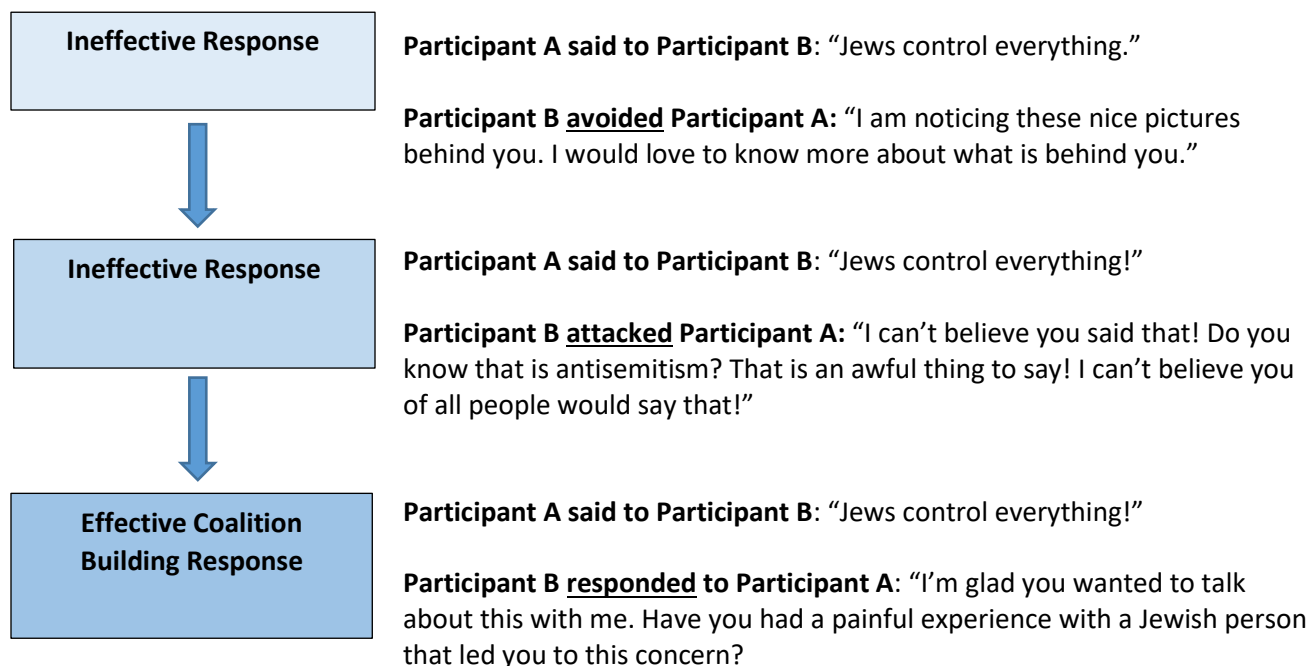 Ineffective Response
Participant A said to Participant B: “Jews control everything.”
Participant B avoided Participant A: “I am noticing these nice pictures
behind you. I would love to know more about what is behind you.”
Ineffective Response
Participant A said to Participant B: “Jews control everything!”
Participant B attacked Participant A: “I can’t believe you said that! Do you
know that is antisemitism? That is an awful thing to say! I can’t believe you
of all people would say that!”
Effective Coalition
Building Response
Participant A said to Participant B: “Jews control everything!”
Participant B responded to Participant A: “I’m glad you wanted to talk
about this with me. Have you had a painful experience with a Jewish person
that led you to this concern?